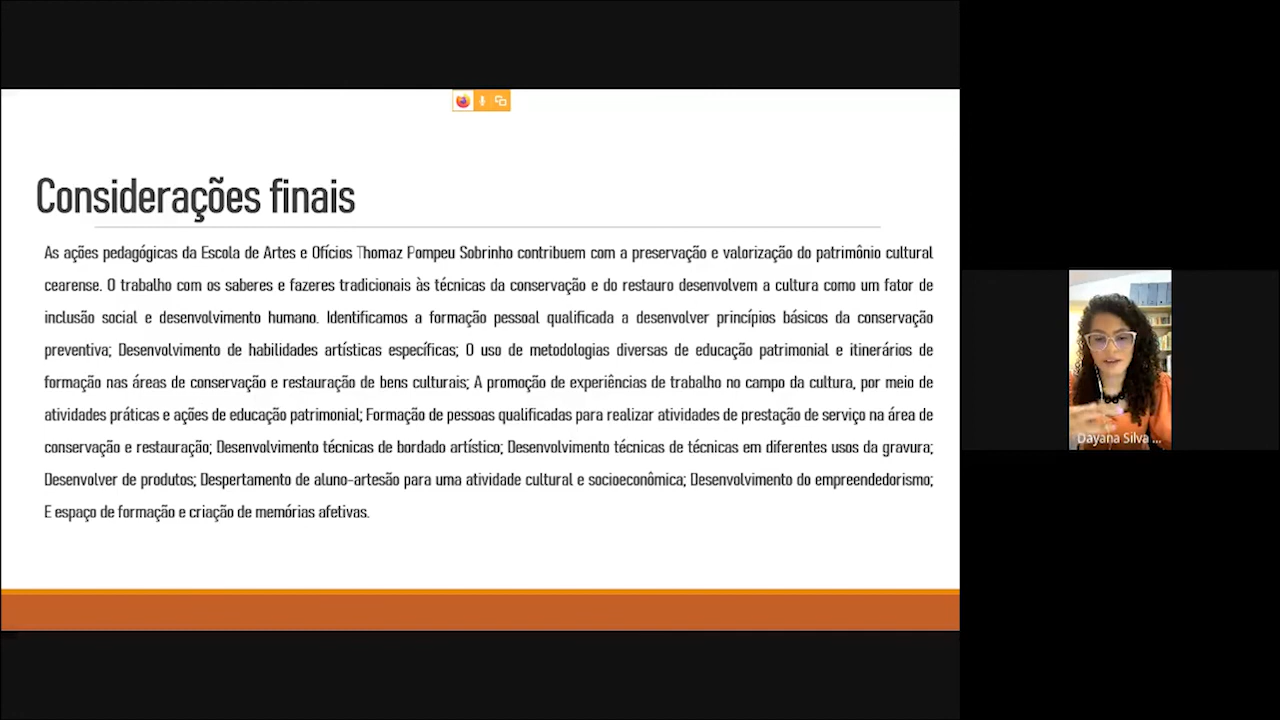 Considerações finais
As ações pedagógicas da Escola de Artes e Ofícios Thomaz Pompeu Sobrinho contribuem com a preservação e valorização do patrimônio cultural
cearense. O trabalho com os saberes e fazeres tradicionais às técnicas da conservação e do restauro desenvolvem a cultura como um fator de
inclusão social e desenvolvimento humano. Identificamos a formação pessoal qualificada a desenvolver princípios básicos da conservação
preventiva; Desenvolvimento de habilidades artísticas específicas; O uso de metodologias diversas de educação patrimonial e itinerários de
formação nas áreas de conservação e restauração de bens culturais; A promoção de experiências de trabalho no campo da cultura, por meio de
atividades práticas e ações de educação patrimonial; Formação de pessoas qualificadas para realizar atividades de prestação de serviço na área de
conservação e restauração; Desenvolvimento técnicas de bordado artístico; Desenvolvimento técnicas de técnicas em diferentes usos da gravura;
Desenvolver de produtos; Despertamento de aluno-artesão para uma atividade cultural e socioeconômica; Desenvolvimento do empreendedorismo;
E espaço de formação e criação de memórias afetivas.
Dayana Silva ...